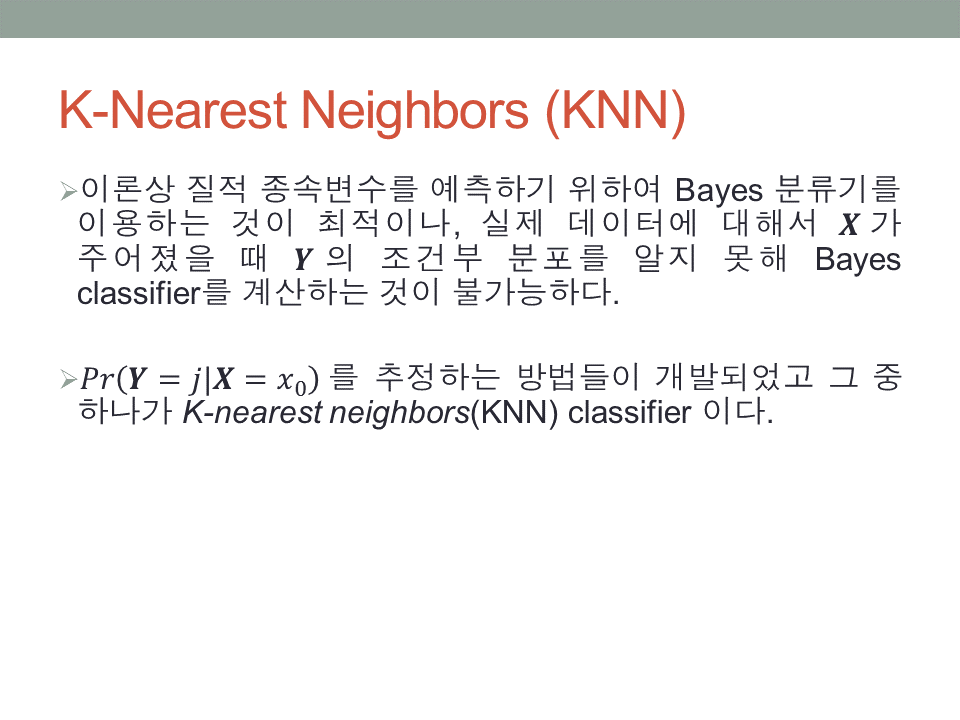 K-Nearest Neighbors (KNN)
➢이론상 질적 종속변수를 예측하기 위하여 Bayes 분류기를
이용하는 것이 최적이나, 실제 데이터에 대해서 𝑿 가
주어졌을 때 𝒀 의 조건부 분포를 알지 못해 Bayes
classifier를 계산하는 것이 불가능하다.
➢𝑃𝑟(𝒀 = 𝑗|𝑿 = 𝑥₀) 를 추정하는 방법들이 개발되었고 그 중
하나가 K-nearest neighbors(KNN) classifier 이다.